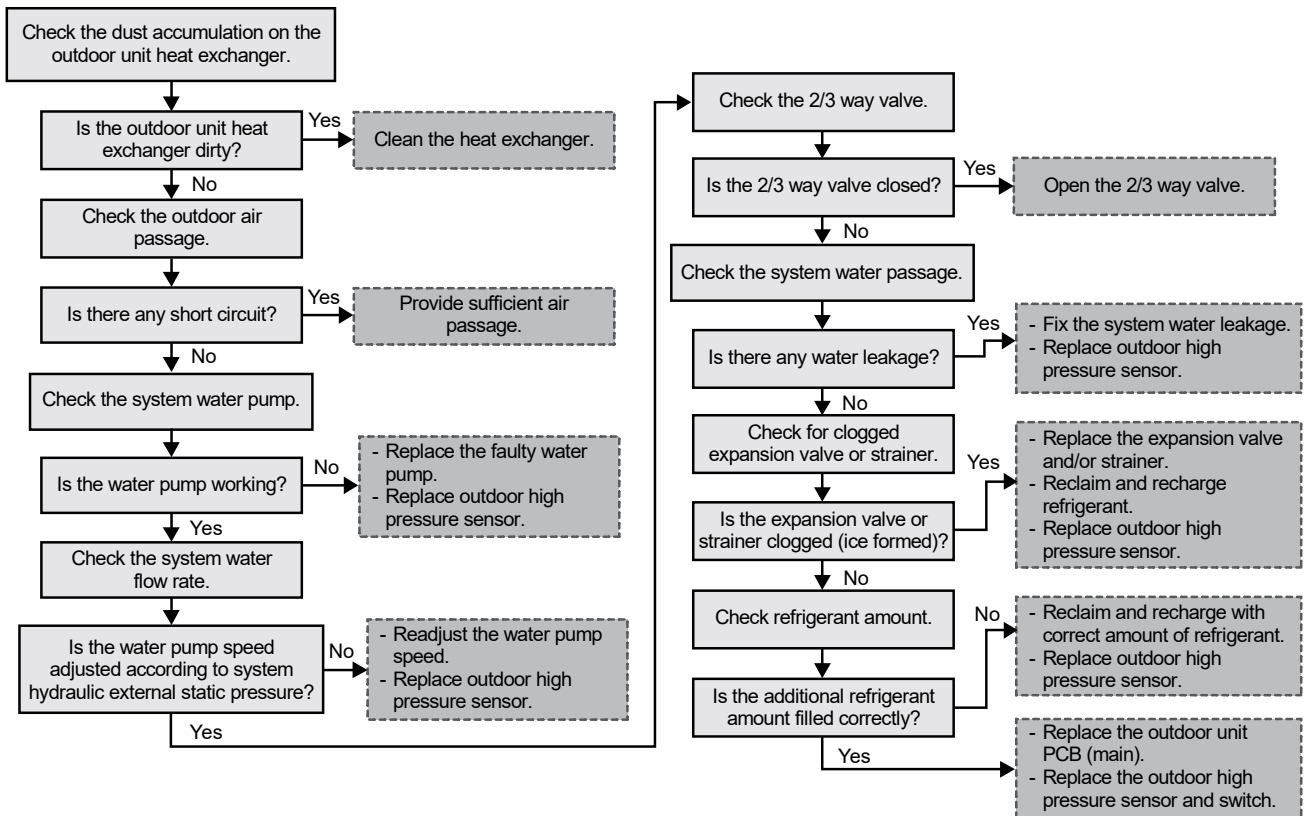 Check the dust accumulation on the
outdoor unit heat exchanger.
Is the outdoor unit heat
exchanger dirty?
Yes
Clean the heat exchanger.
No
Check the outdoor air
passage.
Is there any short circuit?
Yes
Provide sufficient air
passage.
No
Check the system water pump.
Is the water pump working?
No
- Replace the faulty water
pump.
- Replace outdoor high
pressure sensor.
Yes
Check the system water
flow rate.
Is the water pump speed
adjusted according to system
hydraulic external static pressure?
No
- Readjust the water pump
speed.
- Replace outdoor high
pressure sensor.
Yes
Check the 2/3 way valve.
Is the 2/3 way valve closed?
Yes
Open the 2/3 way valve.
No
Check the system water passage.
Is there any water leakage?
Yes
- Fix the system water leakage.
- Replace outdoor high
pressure sensor.
No
Check for clogged
expansion valve or strainer.
Is the expansion valve or
strainer clogged (ice formed)?
Yes
- Replace the expansion valve
and/or strainer.
- Reclaim and recharge
refrigerant.
- Replace outdoor high
pressure sensor.
No
Check refrigerant amount.
Is the additional refrigerant
amount filled correctly?
No
- Reclaim and recharge with
correct amount of refrigerant.
- Replace outdoor high
pressure sensor.
Yes
- Replace the outdoor unit
PCB (main).
- Replace the outdoor high
pressure sensor and switch.